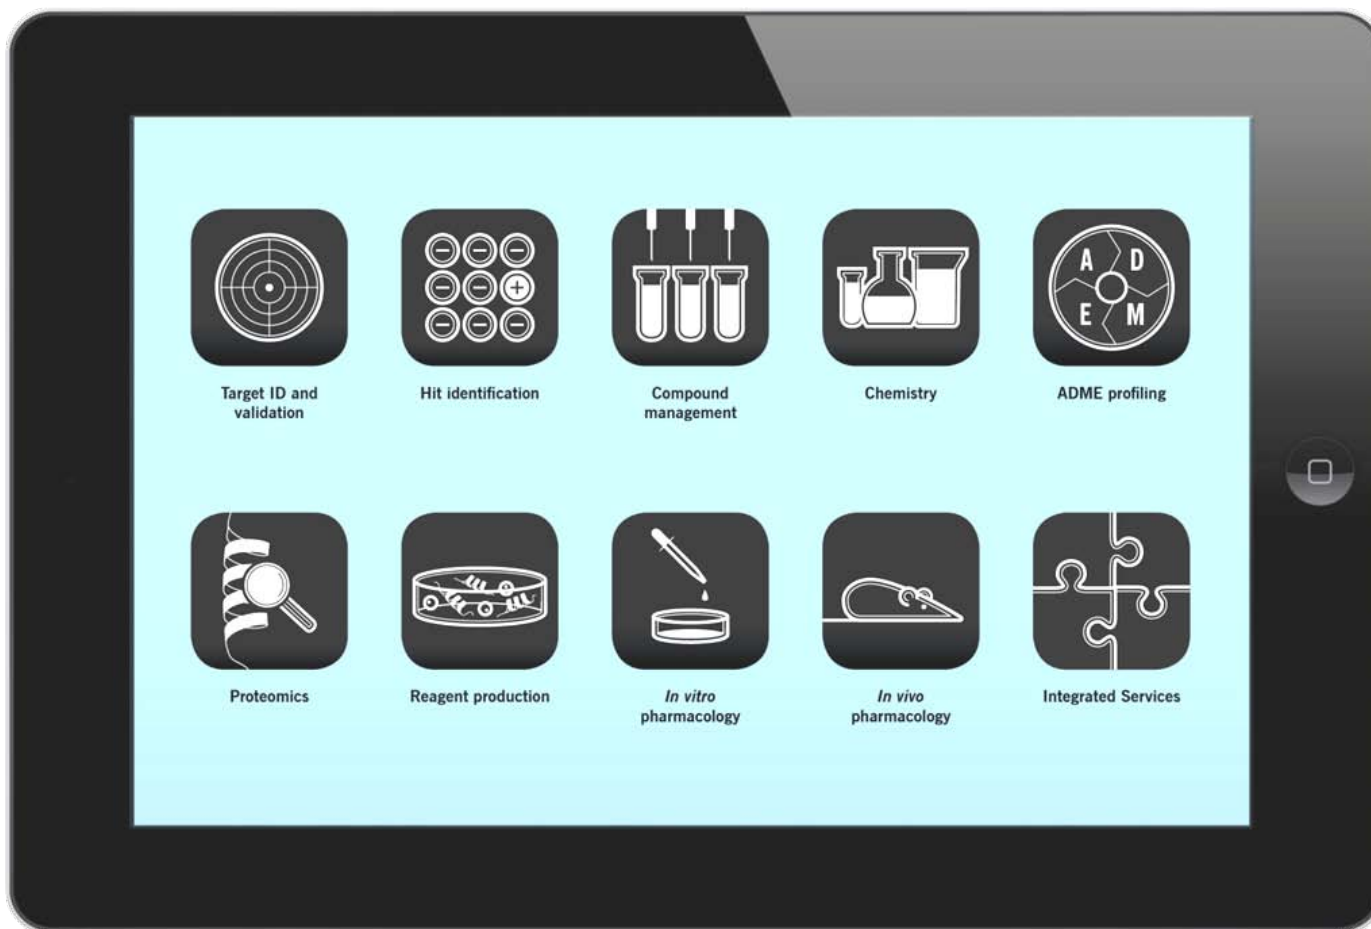 A D
E M
Target ID and
validation
Hit identification
Compound
management
Chemistry
ADME profiling
Proteomics
Reagent production
In vitro
pharmacology
In vivo
pharmacology
Integrated Services